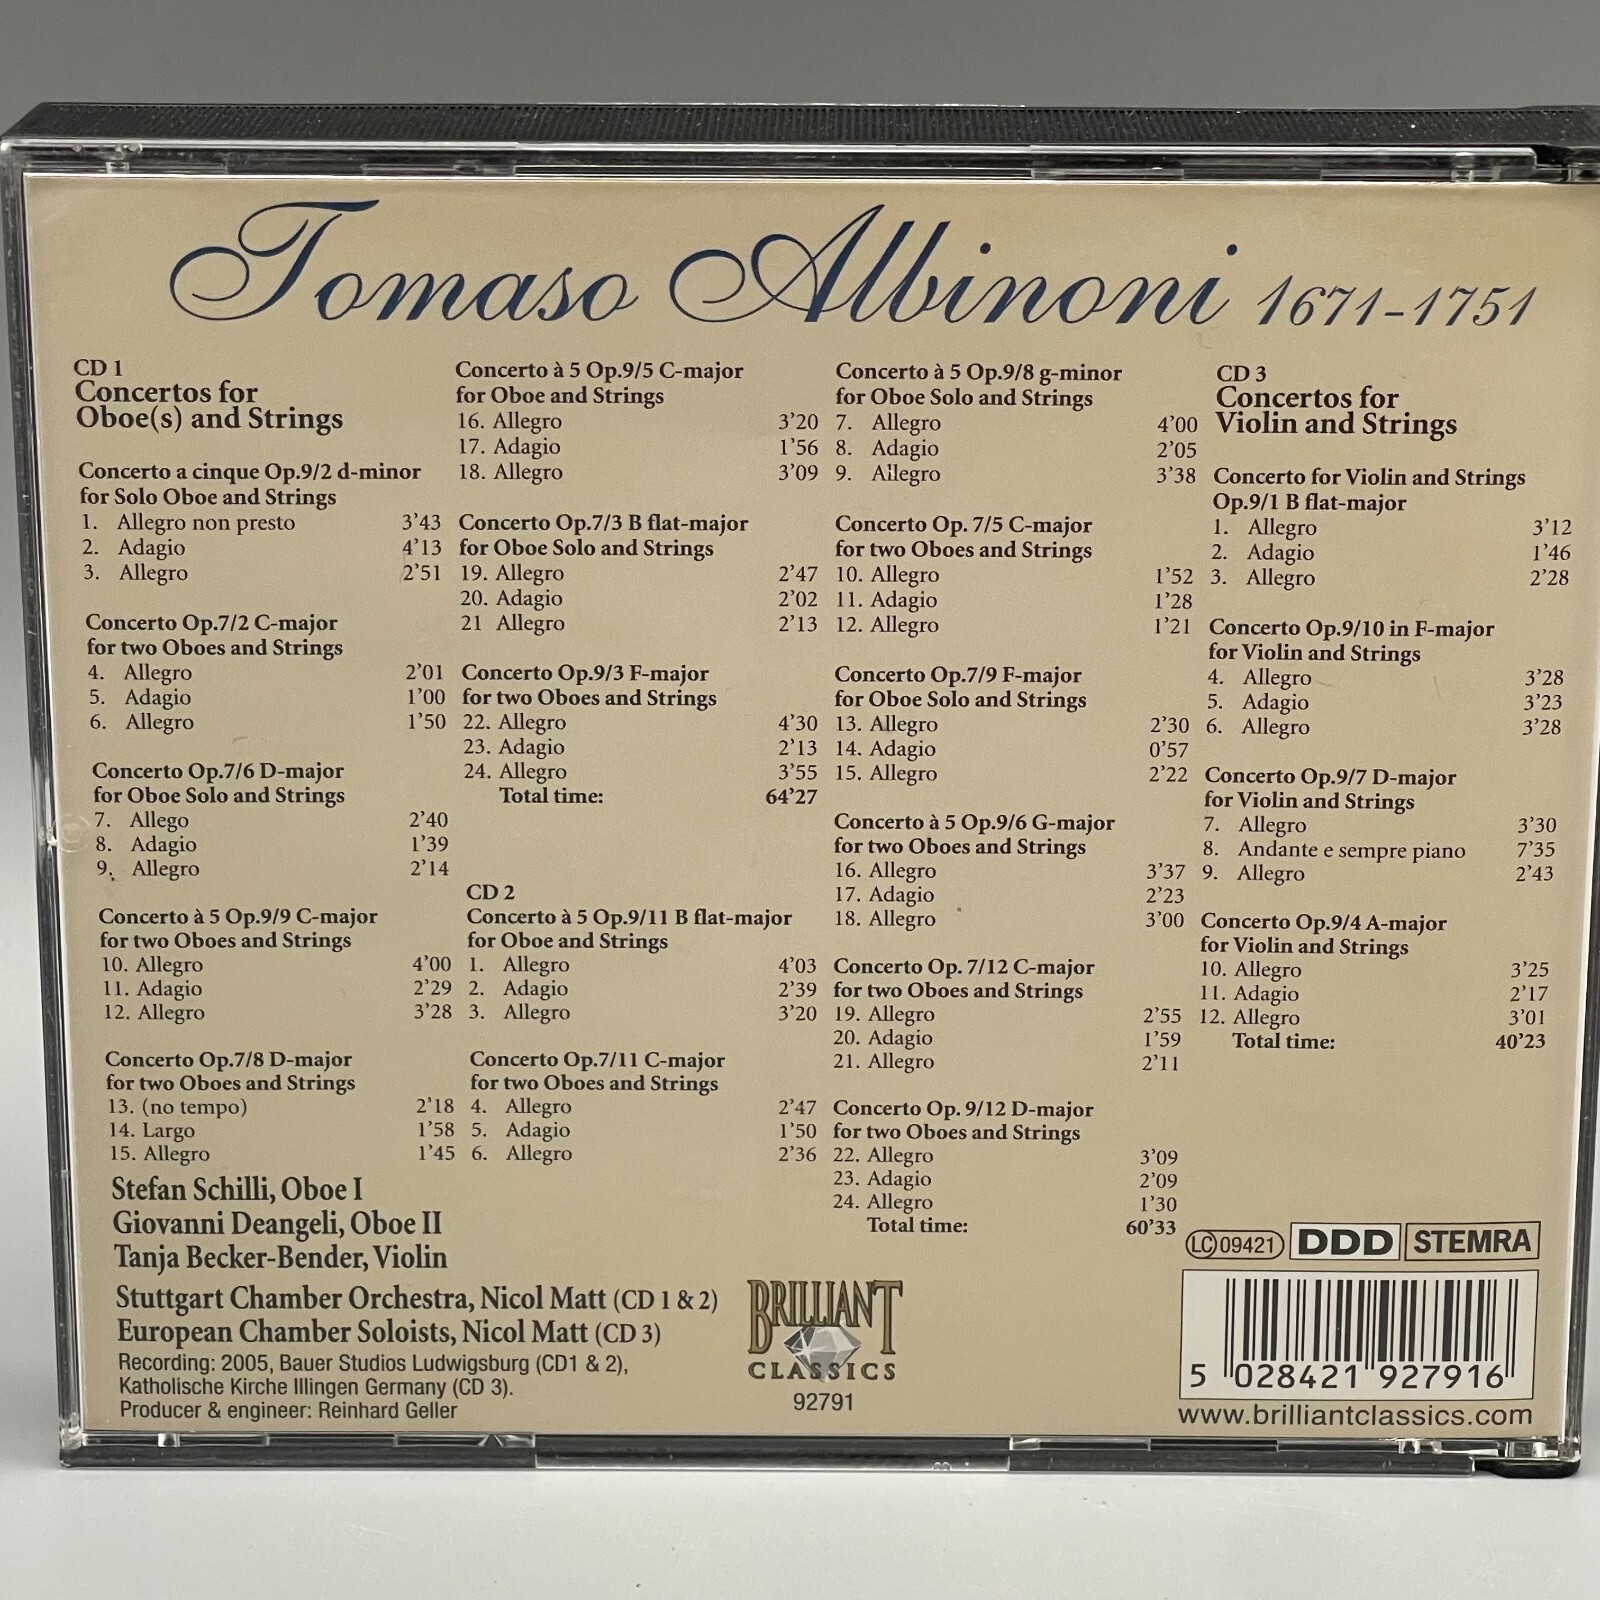 Tomaso Albinoni 1671-1751
CD 1
Concertos for
Oboe(s) and Strings
Concerto a cinque Op.9/2 d-minor
for Solo Oboe and Strings
1. Allegro non presto 3'43
2. Adagio 4'13
3. Allegro 2'51
Concerto Op.7/2 C-major
for two Oboes and Strings
4. Allegro 2'01
5. Adagio 1'00
6. Allegro 1'50
Concerto Op.7/6 D-major
for Oboe Solo and Strings
7. Allego 2'40
8. Adagio 1'39
9. Allegro 2'14
Concerto à 5 Op.9/9 C-major
for two Oboes and Strings
10. Allegro 4'00
11. Adagio 2'29
12. Allegro 3'28
Concerto Op.7/8 D-major
for two Oboes and Strings
13. (no tempo) 2'18
14. Largo 1'58
15. Allegro 1'45
Concerto à 5 Op.9/5 C-major
for Oboe and Strings
16. Allegro 3'20
17. Adagio 1'56
18. Allegro 3'09
Concerto Op.7/3 B flat-major
for Oboe Solo and Strings
19. Allegro 2'47
20. Adagio 2'02
21 Allegro 2'13
Concerto Op.9/3 F-major
for two Oboes and Strings
22. Allegro 4'30
23. Adagio 2'13
24. Allegro 3'55
Total time: 64'27
CD 2
Concerto à 5 Op.9/11 B flat-major
for Oboe and Strings
1. Allegro 4'03
2. Adagio 2'39
3. Allegro 3'20
Concerto Op.7/11 C-major
for two Oboes and Strings
4. Allegro 2'47
5. Adagio 1'50
6. Allegro 2'36
Concerto à 5 Op.9/8 g-minor
for Oboe Solo and Strings
7. Allegro 4'00
8. Adagio 2'05
9. Allegro 3'38
Concerto Op. 7/5 C-major
for two Oboes and Strings
10. Allegro 1'52
11. Adagio 1'28
12. Allegro 1'21
Concerto Op.7/9 F-major
for Oboe Solo and Strings
13. Allegro 2'30
14. Adagio 0'57
15. Allegro 2'22
Concerto à 5 Op.9/6 G-major
for two Oboes and Strings
16. Allegro 3'37
17. Adagio 2'23
18. Allegro 3'00
Concerto Op. 7/12 C-major
for two Oboes and Strings
19. Allegro 2'55
20. Adagio 1'59
21. Allegro 2'11
Concerto Op. 9/12 D-major
for two Oboes and Strings
22. Allegro 3'09
23. Adagio 2'09
24. Allegro 1'30
Total time: 60'33
CD 3
Concertos for
Violin and Strings
Concerto for Violin and Strings
Op.9/1 B flat-major
1. Allegro 3'12
2. Adagio 1'46
3. Allegro 2'28
Concerto Op.9/10 in F-major
for Violin and Strings
4. Allegro 3'28
5. Adagio 3'23
6. Allegro 3'28
Concerto Op.9/7 D-major
for Violin and Strings
7. Allegro 3'30
8. Andante e sempre piano 7'35
9. Allegro 2'43
Concerto Op.9/4 A-major
for Violin and Strings
10. Allegro 3'25
11. Adagio 2'17
12. Allegro 3'01
Total time: 40'23
Stefan Schilli, Oboe I
Giovanni Deangeli, Oboe II
Tanja Becker-Bender, Violin
Stuttgart Chamber Orchestra, Nicol Matt (CD 1 & 2)
European Chamber Soloists, Nicol Matt (CD 3)
Recording: 2005, Bauer Studios Ludwigsburg (CD1 & 2),
Katholische Kirche Illingen Germany (CD 3).
Producer & engineer: Reinhard Geller
BRILLIANT
CLASSICS
92791
LC 09421 DDD STEMRA
5 028421 927916
www.brilliantclassics.com